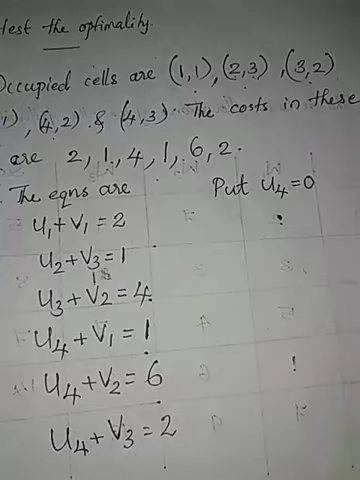 test the optimality.
Occupied cells are (1,1), (2,3), (3,2)
1), (4,2) & (4,3). The costs in these
are 2, 1, 4, 1, 6, 2.
The eqns are Put U4=0
U1+V1=2
U2+V3=1
U3+V2=4
U4+V1=1
U4+V2=6
U4+V3=2